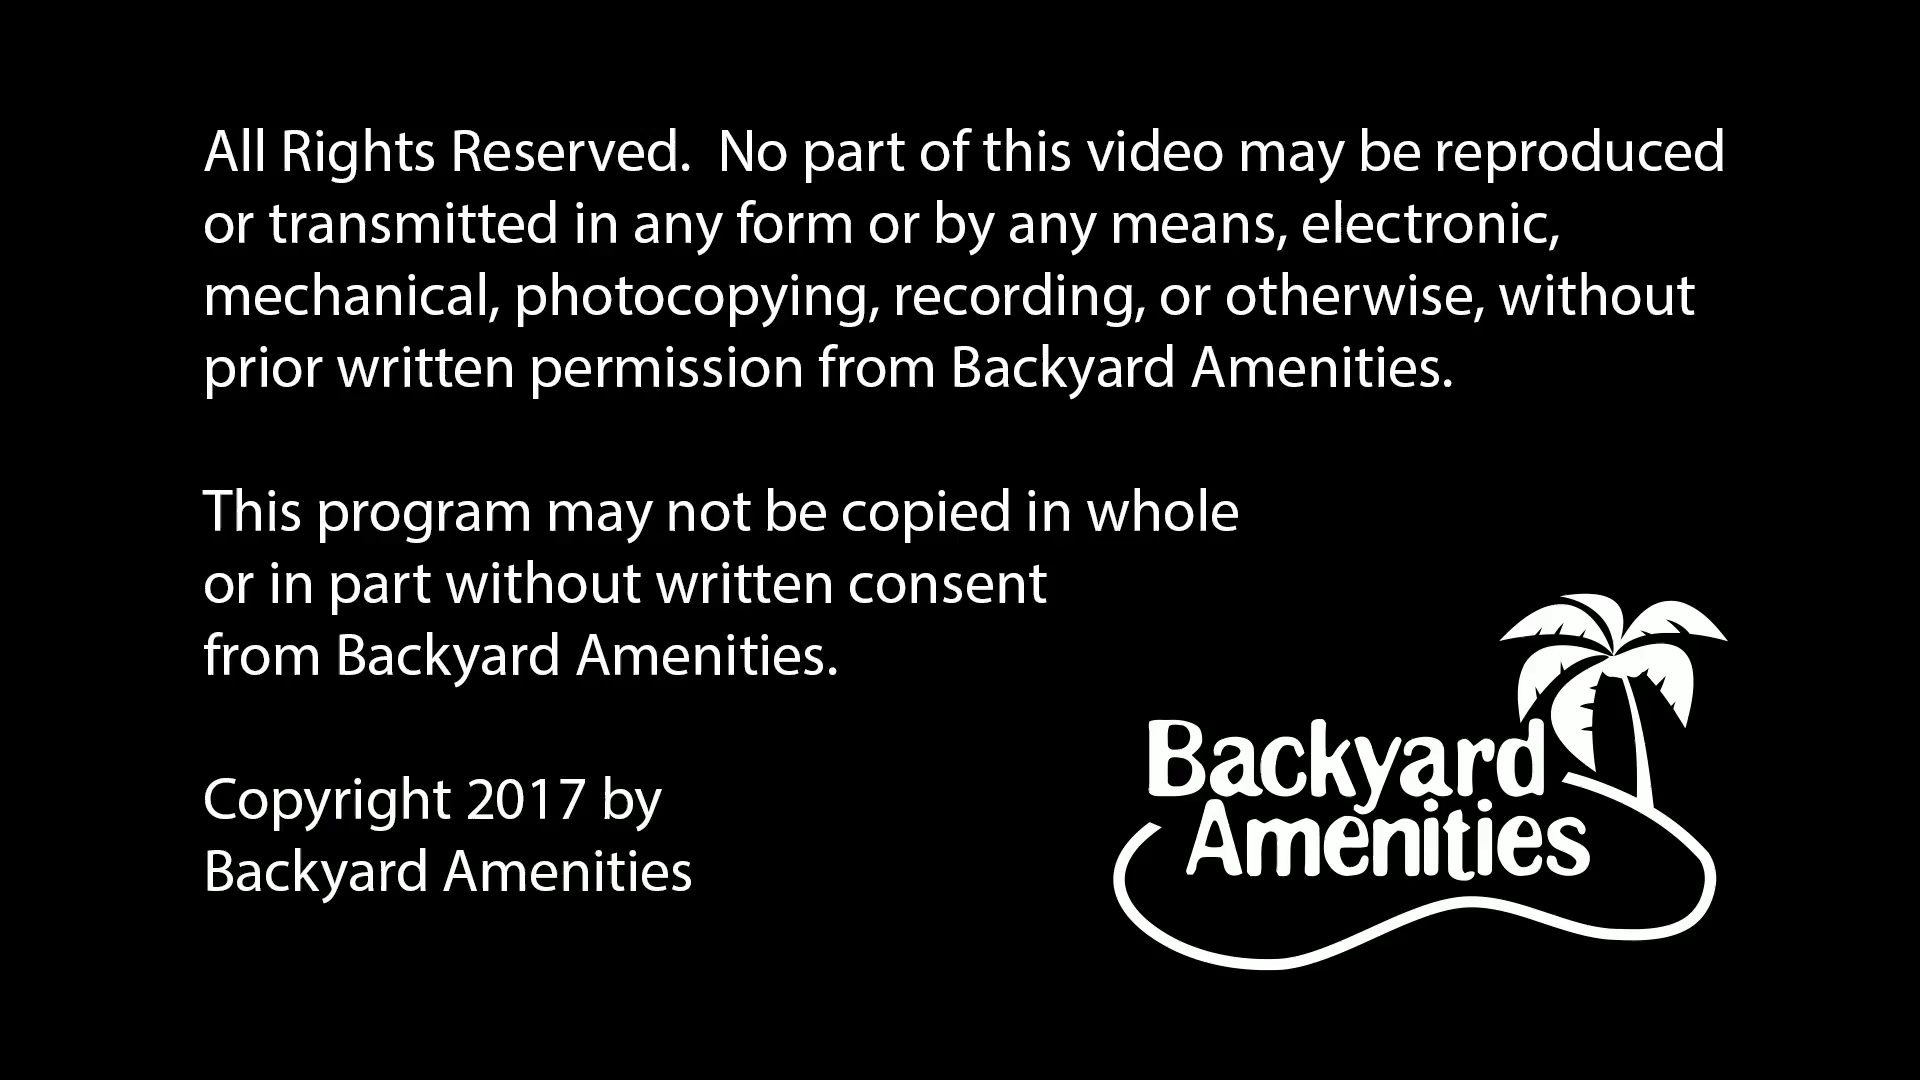 All Rights Reserved.  No part of this video may be reproduced
or transmitted in any form or by any means, electronic,
mechanical, photocopying, recording, or otherwise, without
prior written permission from Backyard Amenities.
This program may not be copied in whole
or in part without written consent
from Backyard Amenities.
Copyright 2017 by
Backyard Amenities
Backyard
Amenities